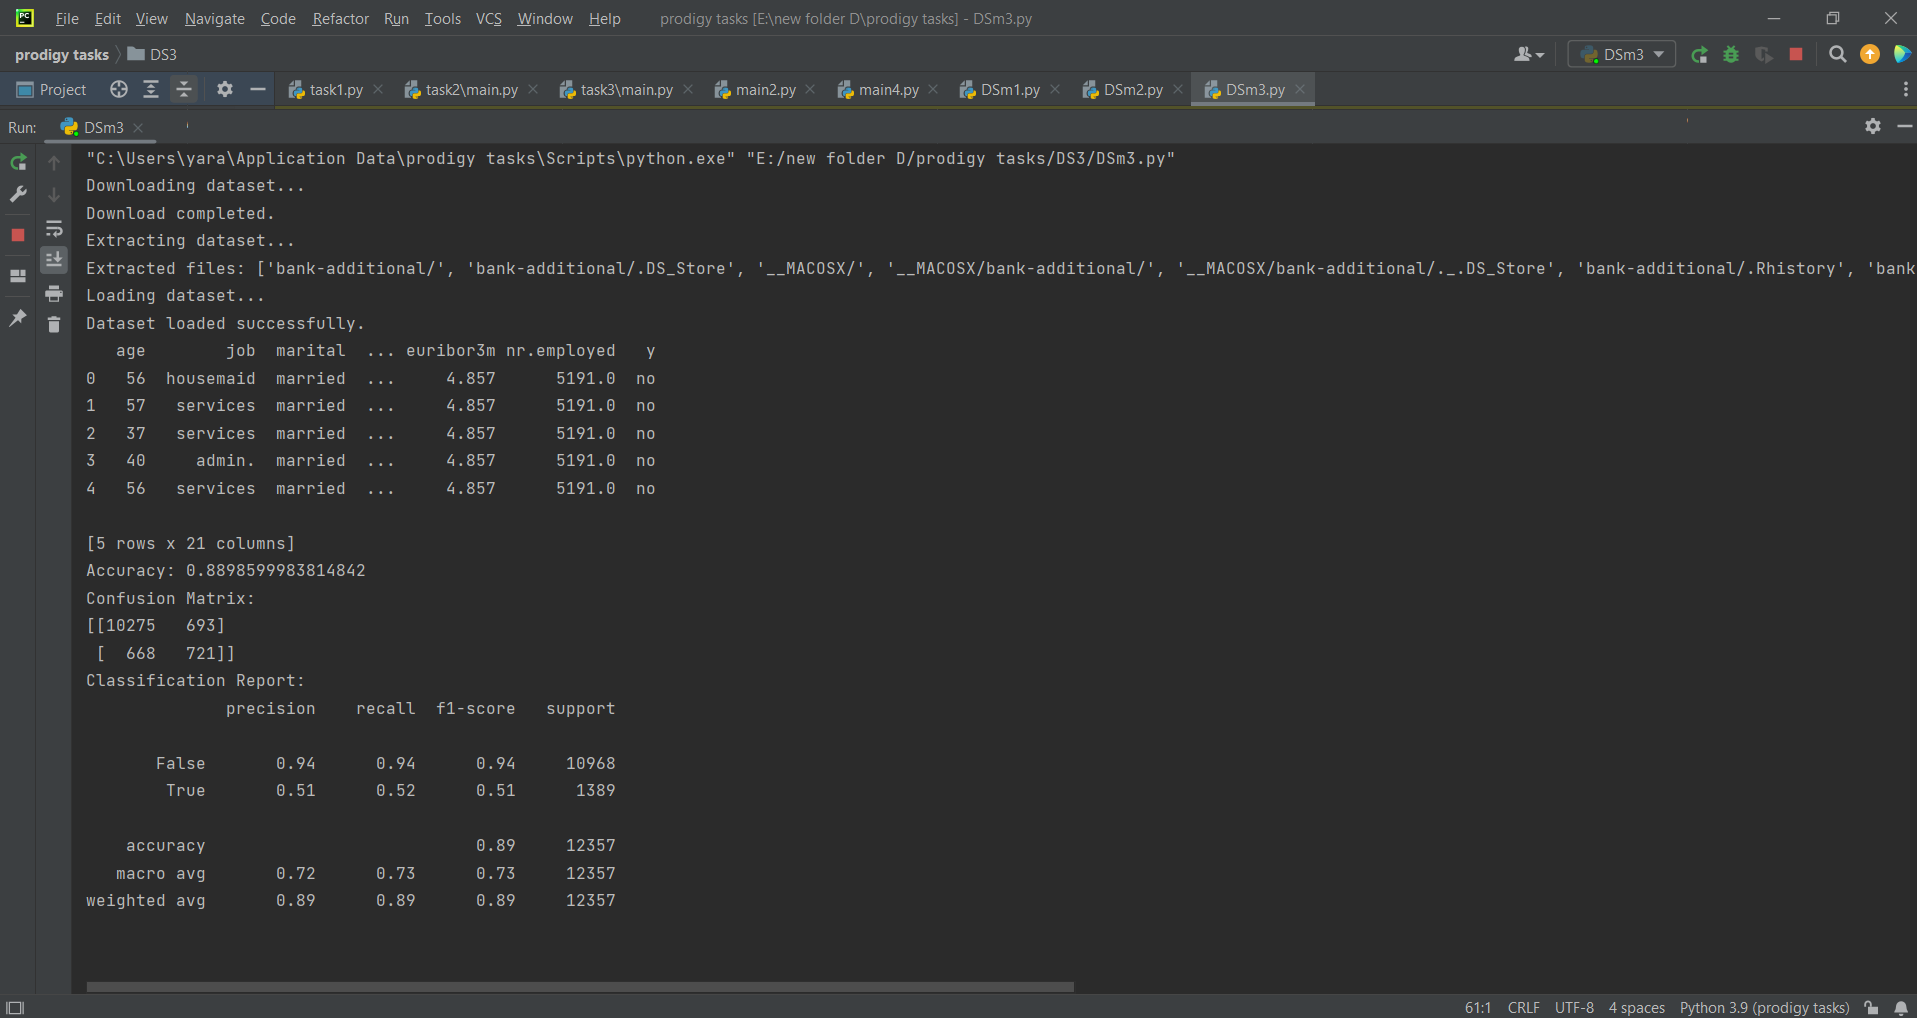 PC File Edit View Navigate Code Refactor Run Tools VCS Window Help prodigy tasks [E:\new folder D\prodigy tasks] - DSm3.py
prodigy tasks DS3 DSm3
Project task1.py task2\main.py task3\main.py main2.py main4.py DSm1.py DSm2.py DSm3.py
Run: DSm3
"C:\Users\yara\Application Data\prodigy tasks\Scripts\python.exe" "E:/new folder D/prodigy tasks/DS3/DSm3.py"
Downloading dataset...
Download completed.
Extracting dataset...
Extracted files: ['bank-additional/', 'bank-additional/.DS_Store', '__MACOSX/', '__MACOSX/bank-additional/', '__MACOSX/bank-additional/._.DS_Store', 'bank-additional/.Rhistory', 'bank
Loading dataset...
Dataset loaded successfully.
   age        job  marital  ... euribor3m nr.employed   y
0   56  housemaid  married  ...     4.857      5191.0  no
1   57   services  married  ...     4.857      5191.0  no
2   37   services  married  ...     4.857      5191.0  no
3   40     admin.  married  ...     4.857      5191.0  no
4   56   services  married  ...     4.857      5191.0  no
[5 rows x 21 columns]
Accuracy: 0.8898599983814842
Confusion Matrix:
[[10275   693]
 [  668   721]]
Classification Report:
              precision    recall  f1-score   support
       False       0.94      0.94      0.94     10968
        True       0.51      0.52      0.51      1389
    accuracy                           0.89     12357
   macro avg       0.72      0.73      0.73     12357
weighted avg       0.89      0.89      0.89     12357
61:1 CRLF UTF-8 4 spaces Python 3.9 (prodigy tasks)